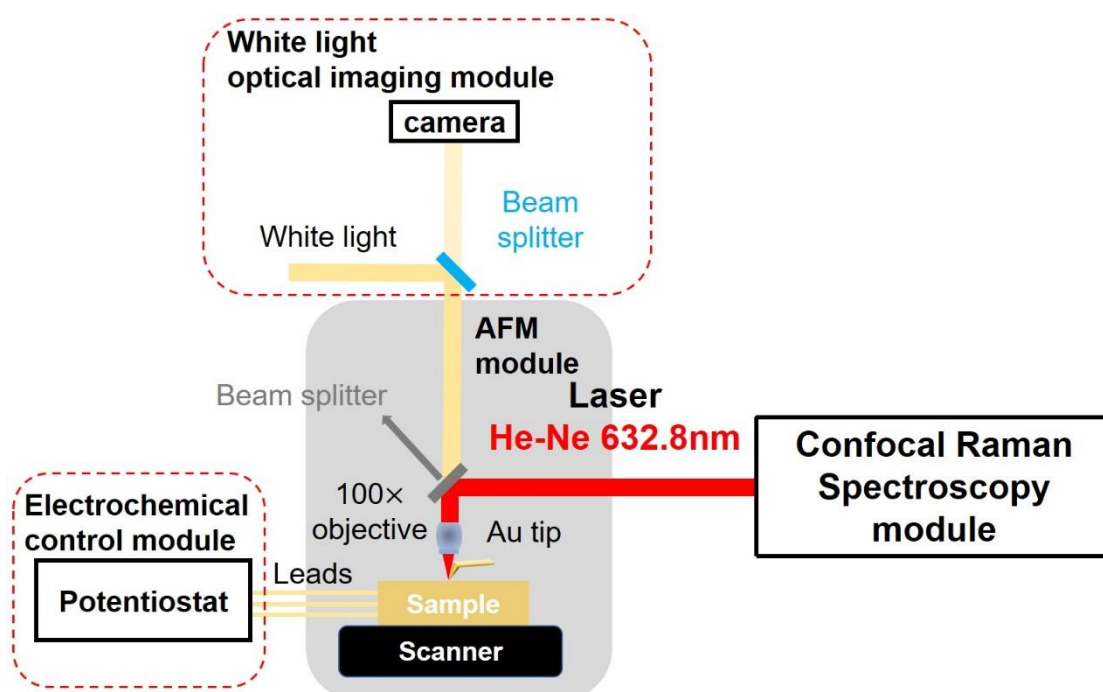 White light
optical imaging module
camera
Beam
splitter
White light
AFM
module
Beam splitter
Laser
He-Ne 632.8nm
Confocal Raman
Spectroscopy
module
100×
objective
Au tip
Electrochemical
control module
Leads
Potentiostat
Sample
Scanner